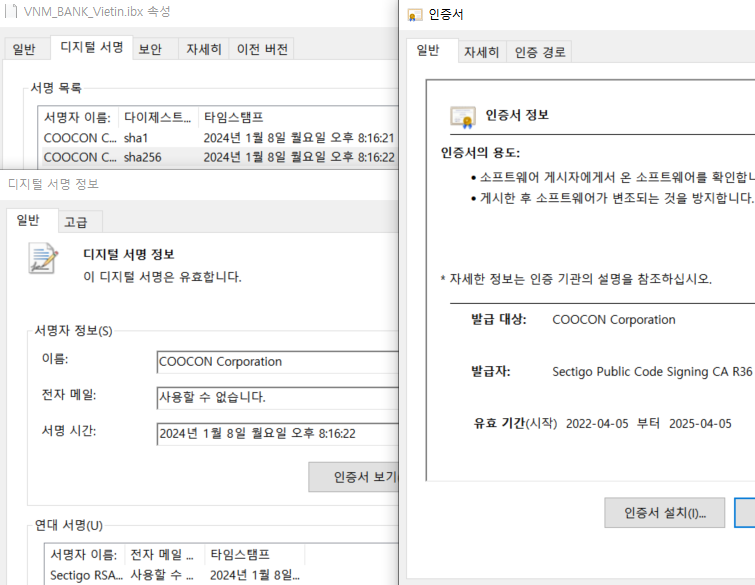 VNM_BANK_Vietin.ibx 속성
일반 디지털 서명 보안 자세히 이전 버전
서명 목록
서명자 이름: 다이제스트... 타임스탬프
COOCON C... sha1 2024년 1월 8일 월요일 오후 8:16:21
COOCON C... sha256 2024년 1월 8일 월요일 오후 8:16:22
디지털 서명 정보
일반 고급
디지털 서명 정보
이 디지털 서명은 유효합니다.
서명자 정보(S)
이름: COOCON Corporation
전자 메일: 사용할 수 없습니다.
서명 시간: 2024년 1월 8일 월요일 오후 8:16:22
인증서 보기(
연대 서명(U)
서명자 이름: 전자 메일 ... 타임스탬프
Sectigo RSA... 사용할 수 ... 2024년 1월 8일 월...
인증서
일반 자세히 인증 경로
인증서 정보
인증서의 용도:
• 소프트웨어 게시자에게서 온 소프트웨어를 확인합니
• 게시한 후 소프트웨어가 변조되는 것을 방지합니다.
* 자세한 정보는 인증 기관의 설명을 참조하십시오.
발급 대상: COOCON Corporation
발급자: Sectigo Public Code Signing CA R36
유효 기간(시작) 2022-04-05 부터 2025-04-05
인증서 설치(I)...